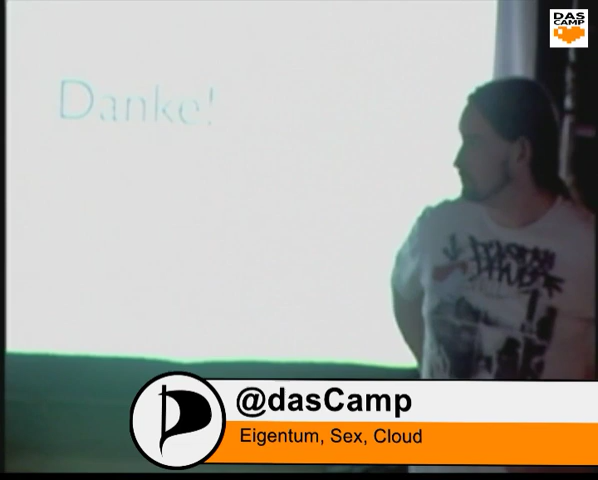 DAS
CAMP
Danke!
@dasCamp
Eigentum, Sex, Cloud